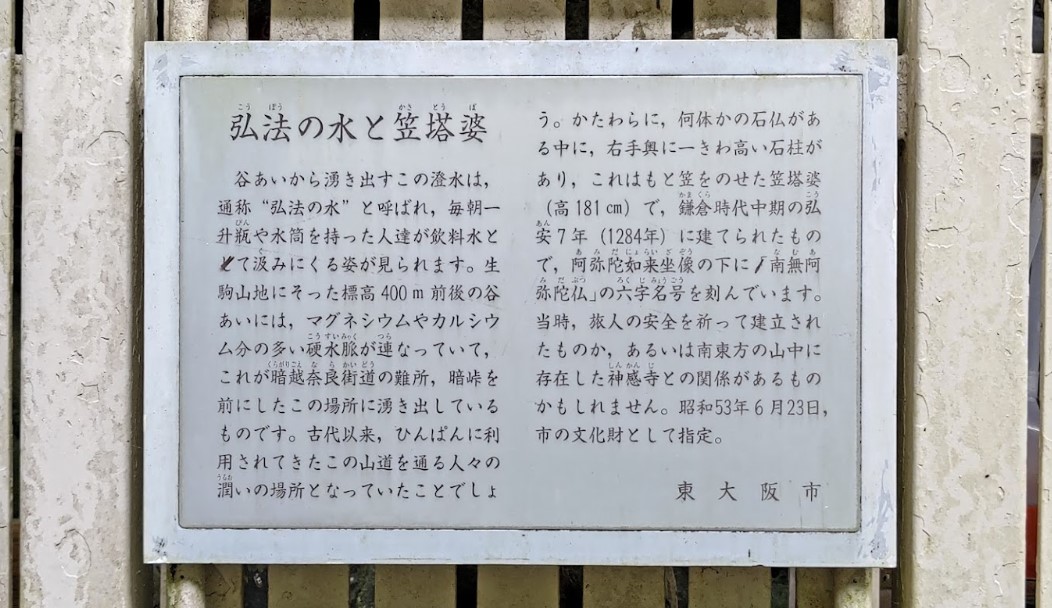 弘法の水と笠塔婆
谷あいから湧き出すこの澄水は，
通称“弘法の水”と呼ばれ，毎朝一
升瓶や水筒を持った人達が飲料水と
して汲みにくる姿が見られます。生
駒山地にそった標高400m前後の谷
あいには，マグネシウムやカルシウ
ム分の多い硬水脈が連なっていて，
これが暗越奈良街道の難所，暗峠を
前にしたこの場所に湧き出している
ものです。古代以来，ひんぱんに利
用されてきたこの山道を通る人々の
潤いの場所となっていたことでしょ
う。かたわらに，何体かの石仏があ
る中に，右手奥に一きわ高い石柱が
あり，これはもと笠をのせた笠塔婆
（高181cm）で，鎌倉時代中期の弘
安7年（1284年）に建てられたもの
で，阿弥陀如来坐像の下に「南無阿
弥陀仏」の六字名号を刻んでいます。
当時，旅人の安全を祈って建立され
たものか，あるいは南東方の山中に
存在した神感寺との関係があるもの
かもしれません。昭和53年6月23日，
市の文化財として指定。
東大阪市